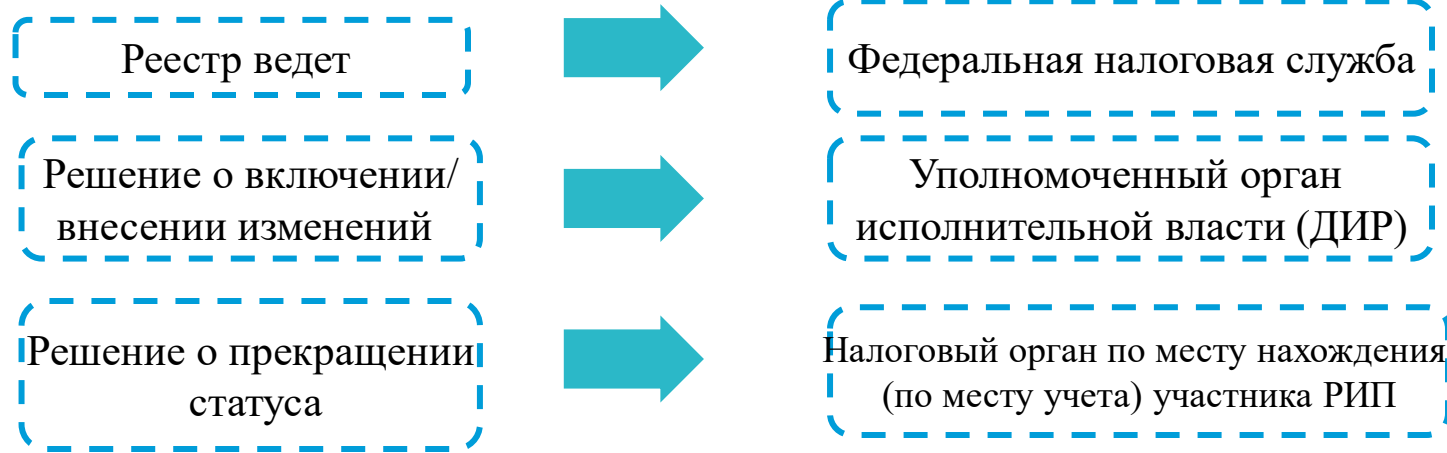 Реестр ведет
Федеральная налоговая служба
Решение о включении/
внесении изменений
Уполномоченный орган
исполнительной власти (ДИР)
Решение о прекращении
статуса
Налоговый орган по месту нахождения
(по месту учета) участника РИП